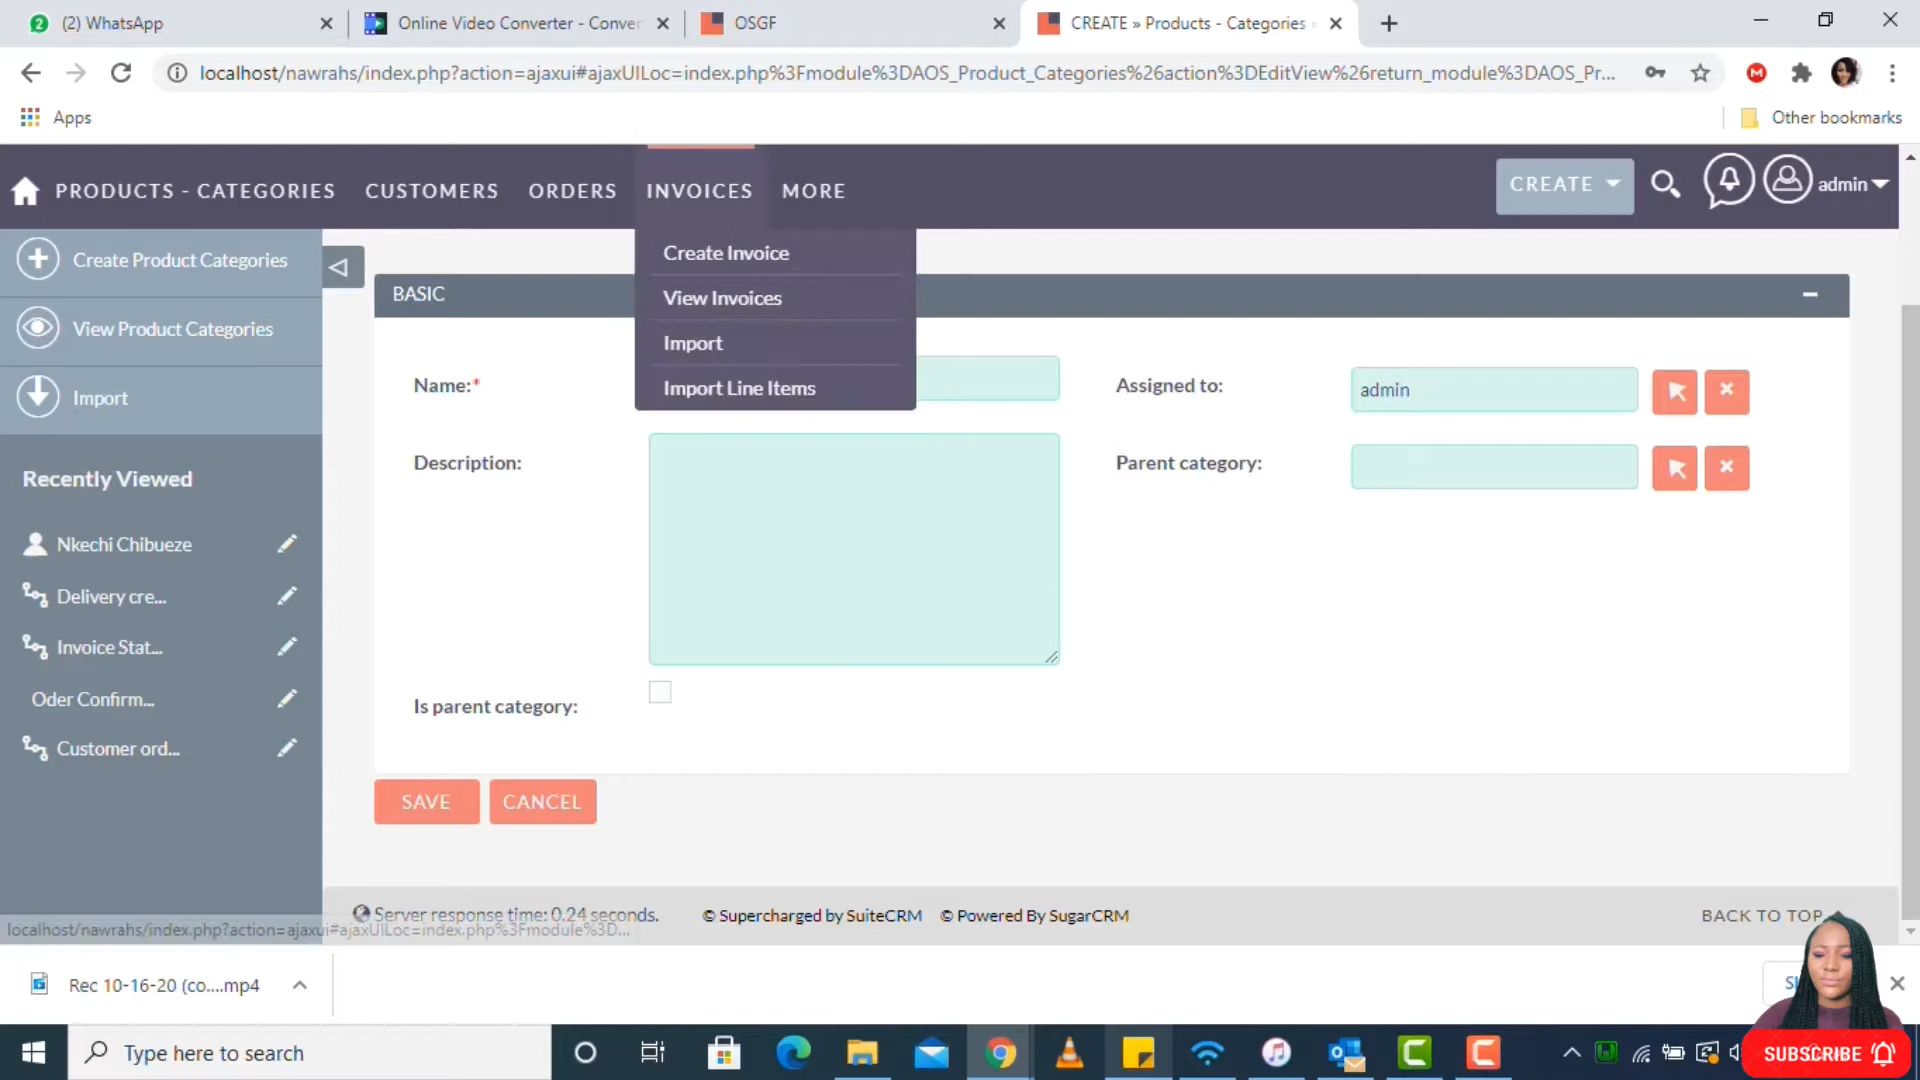 (2) WhatsApp
Online Video Converter - Conver
OSGF
CREATE » Products - Categories
localhost/nawrahs/index.php?action=ajaxui#ajaxUILoc=index.php%3Fmodule%3DAOS_Product_Categories%26action%3DEditView%26return_module%3DAOS_Pr...
Apps
Other bookmarks
PRODUCTS - CATEGORIES CUSTOMERS ORDERS INVOICES MORE
CREATE
admin
Create Product Categories
View Product Categories
Import
Recently Viewed
Nkechi Chibueze
Delivery cre...
Invoice Stat...
Oder Confirm...
Customer ord...
Create Invoice
View Invoices
Import
Import Line Items
BASIC
Name:*
Assigned to:
admin
Description:
Parent category:
Is parent category:
SAVE
CANCEL
Server response time: 0.24 seconds.
© Supercharged by SuiteCRM
© Powered By SugarCRM
BACK TO TOP
localhost/nawrahs/index.php?action=ajaxui#ajaxUILoc=index.php%3Fmodule%3D...
Rec 10-16-20 (co....mp4
Type here to search
SUBSCRIBE